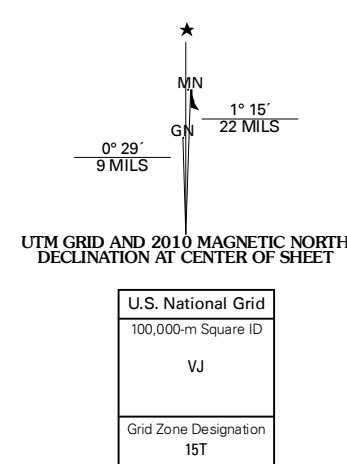 MN
1° 15´
22 MILS
GN
0° 29´
9 MILS
UTM GRID AND 2010 MAGNETIC NORTH
DECLINATION AT CENTER OF SHEET
U.S. National Grid
100,000-m Square ID
VJ
Grid Zone Designation
15T